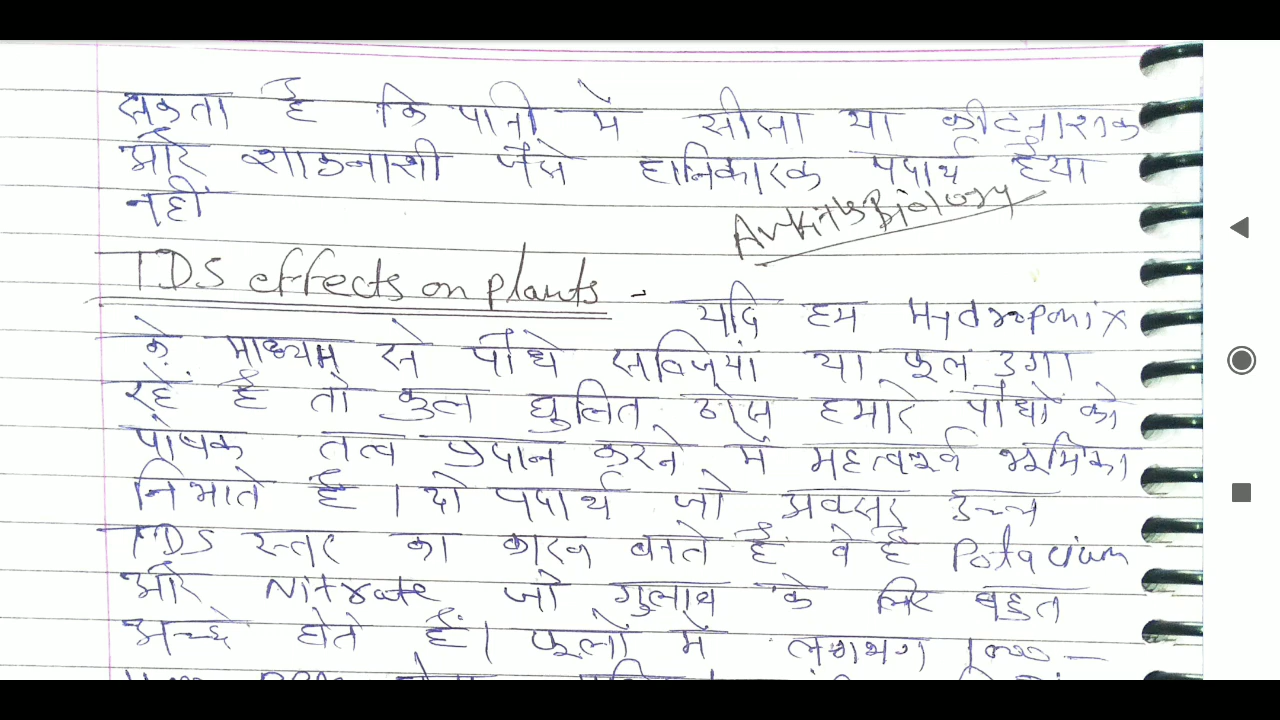 सकता है कि पानी में सीसा या कीटनाशक
और शाकनाशी जैसे हानिकारक पदार्थ है या
नहीं
Ankit's Biology
TDS effects on plants - यदि हम Hydroponix
के माध्यम से पौधे सब्जियां या फूल उगा
रहे है तो कुल घुलित ठोस हमारे पौधों को
पोषक तत्व प्रदान करने में महत्वपूर्ण भूमिका
निभाते है । दो पदार्थ जो अक्सर उच्च
TDS स्तर का कारण बनते है वे है Potassium
और Nitrate जो गुलाब के लिए बहुत
अच्छे होते हैं। फूलो में लगभग 1000 -